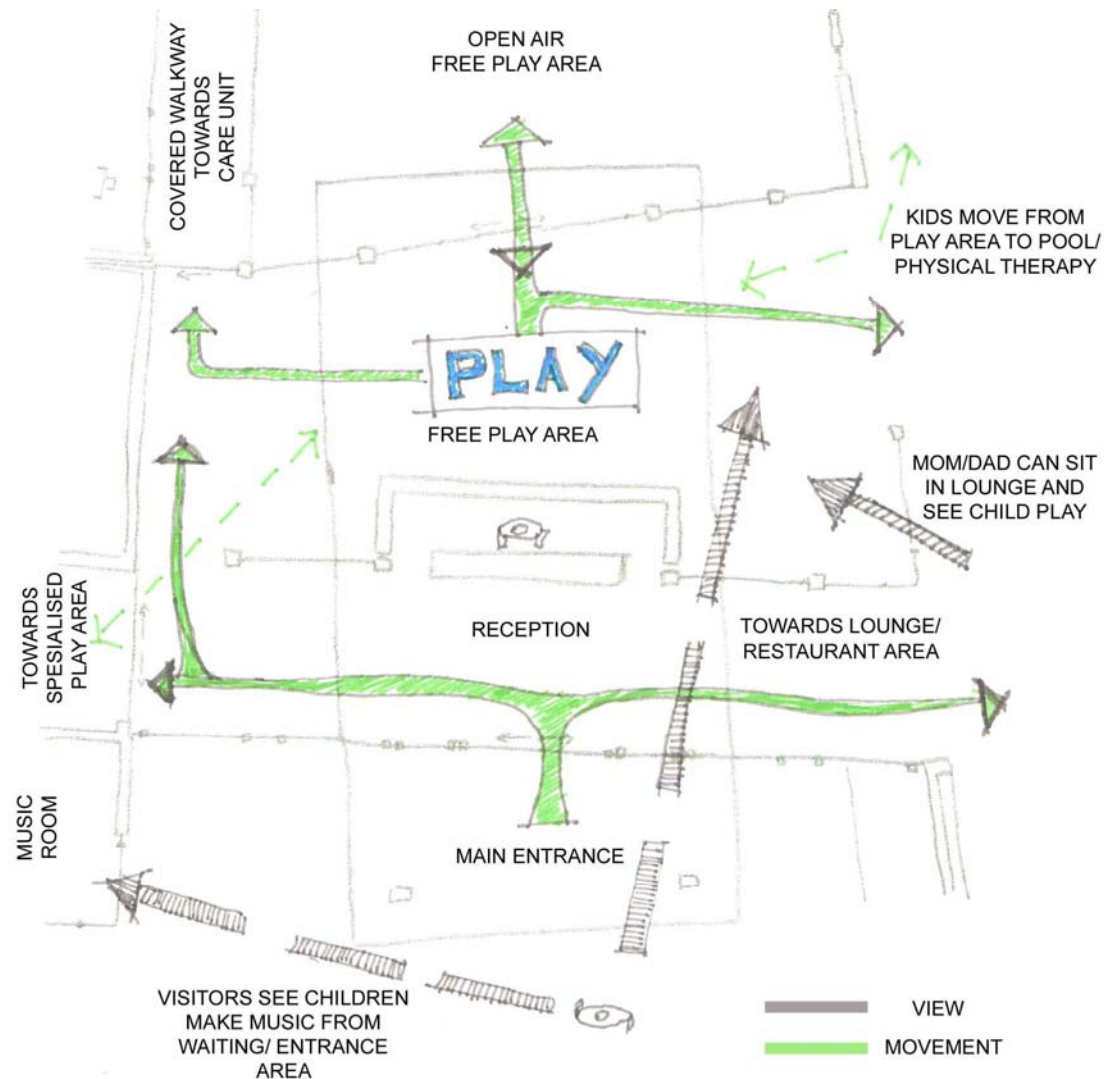 OPEN AIR
FREE PLAY AREA
COVERED WALKWAY
TOWARDS
CARE UNIT
KIDS MOVE FROM
PLAY AREA TO POOL/
PHYSICAL THERAPY
PLAY
FREE PLAY AREA
MOM/DAD CAN SIT
IN LOUNGE AND
SEE CHILD PLAY
TOWARDS
SPESIALISED
PLAY AREA
RECEPTION
TOWARDS LOUNGE/
RESTAURANT AREA
MUSIC
ROOM
MAIN ENTRANCE
VISITORS SEE CHILDREN
MAKE MUSIC FROM
WAITING/ ENTRANCE
AREA
VIEW
MOVEMENT